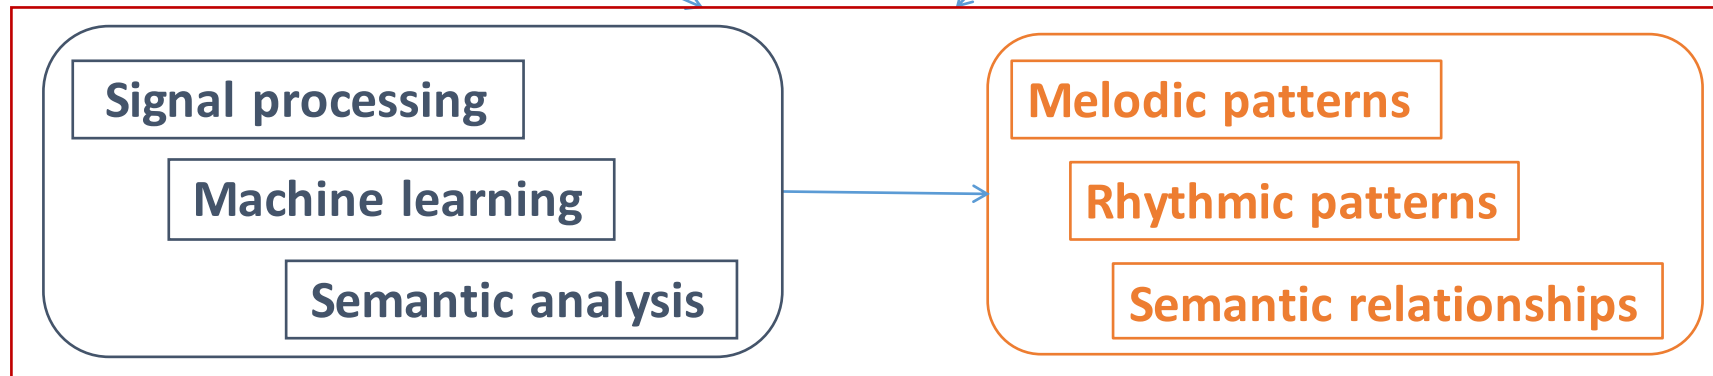 Signal processing
Machine learning
Semantic analysis
Melodic patterns
Rhythmic patterns
Semantic relationships